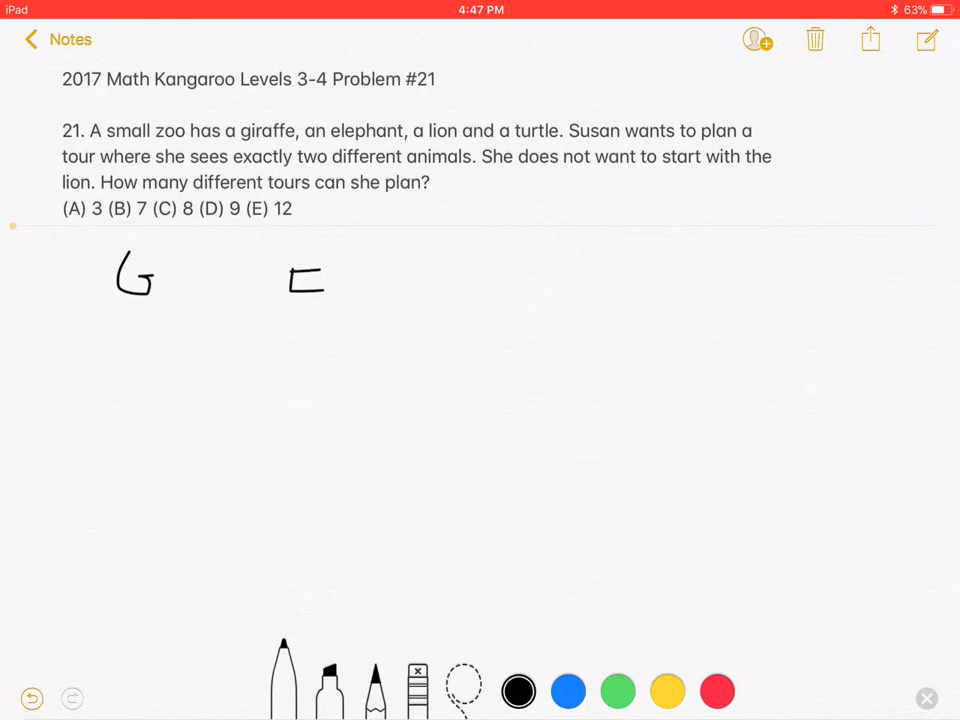 iPad
4:47 PM
63%
Notes
2017 Math Kangaroo Levels 3-4 Problem #21
21. A small zoo has a giraffe, an elephant, a lion and a turtle. Susan wants to plan a
tour where she sees exactly two different animals. She does not want to start with the
lion. How many different tours can she plan?
(A) 3 (B) 7 (C) 8 (D) 9 (E) 12
G